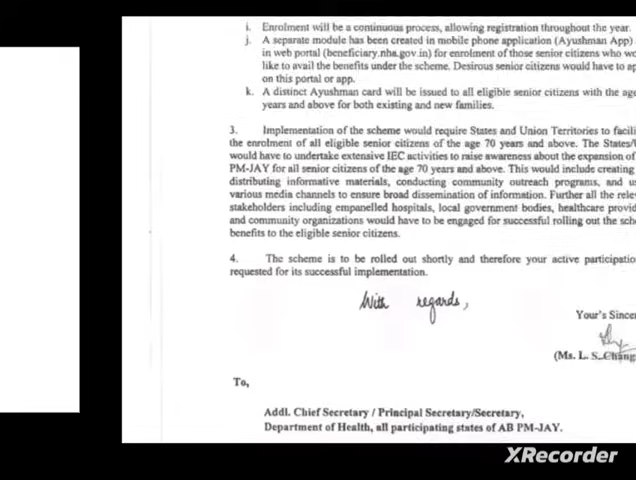 i. Enrolment will be a continuous process, allowing registration throughout the year.
j. A separate module has been created in mobile phone application (Ayushman App)
in web portal (beneficiary.nha.gov.in) for enrolment of those senior citizens who
like to avail the benefits under the scheme. Desirous senior citizens would have to
on this portal or app.
k. A distinct Ayushman card will be issued to all eligible senior citizens with the age
years and above for both existing and new families.
3. Implementation of the scheme would require States and Union Territories to
the enrolment of all eligible senior citizens of the age 70 years and above. The
would have to undertake extensive IEC activities to raise awareness about the expansion of
PM-JAY for all senior citizens of the age 70 years and above. This would include creating
distributing informative materials, conducting community outreach programs, and
various media channels to ensure broad dissemination of information. Further all the
stakeholders including empanelled hospitals, local government bodies, healthcare
and community organizations would have to be engaged for successful rolling out the
benefits to the eligible senior citizens.
4. The scheme is to be rolled out shortly and therefore your active
requested for its successful implementation.
With regards,
Your's
(Ms. L. S.
To,
Addl. Chief Secretary / Principal Secretary/Secretary,
Department of Health, all participating states of AB PM-JAY.
XRecorder